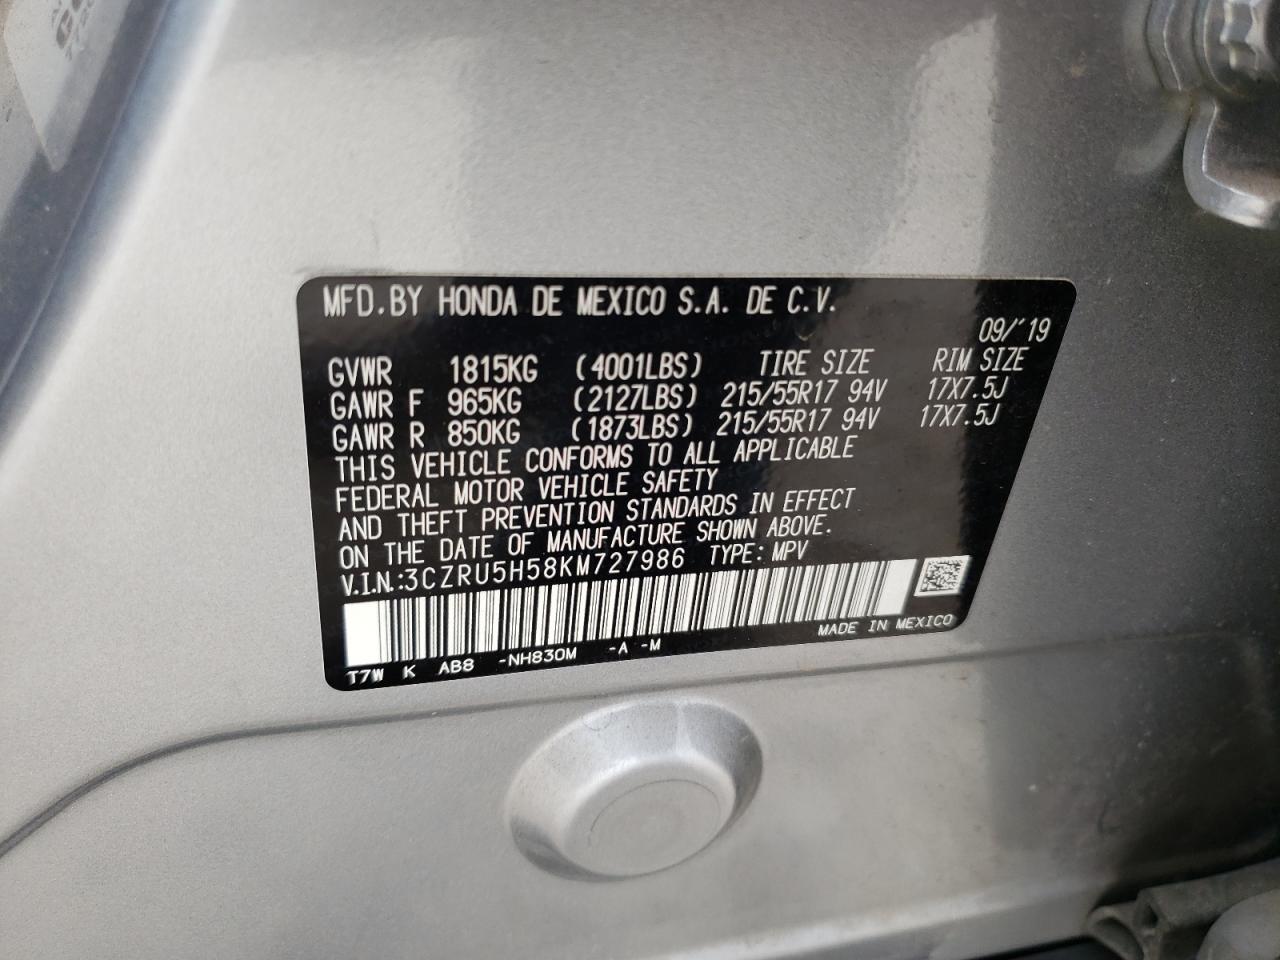 MFD.BY HONDA DE MEXICO S.A. DE C.V.
09/'19
GVWR 1815KG (4001LBS) TIRE SIZE RIM SIZE
GAWR F 965KG (2127LBS) 215/55R17 94V 17X7.5J
GAWR R 850KG (1873LBS) 215/55R17 94V 17X7.5J
THIS VEHICLE CONFORMS TO ALL APPLICABLE
FEDERAL MOTOR VEHICLE SAFETY
AND THEFT PREVENTION STANDARDS IN EFFECT
ON THE DATE OF MANUFACTURE SHOWN ABOVE.
V.I.N.:3CZRU5H58KM727986 TYPE: MPV
MADE IN MEXICO
T7W K AB8 -NH830M -A -M